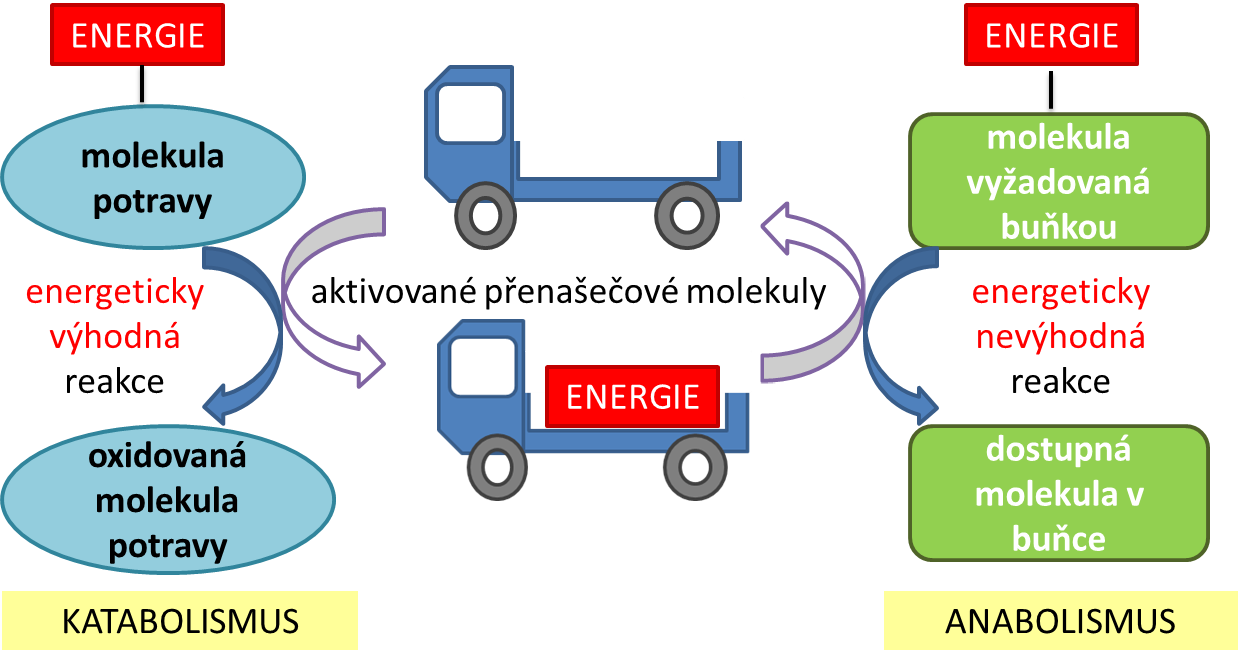 ENERGIE
molekula
potravy
energeticky
výhodná
reakce
oxidovaná
molekula
potravy
KATABOLISMUS
aktivované přenašečové molekuly
ENERGIE
ENERGIE
molekula
vyžadovaná
buňkou
energeticky
nevýhodná
reakce
dostupná
molekula v
buňce
ANABOLISMUS